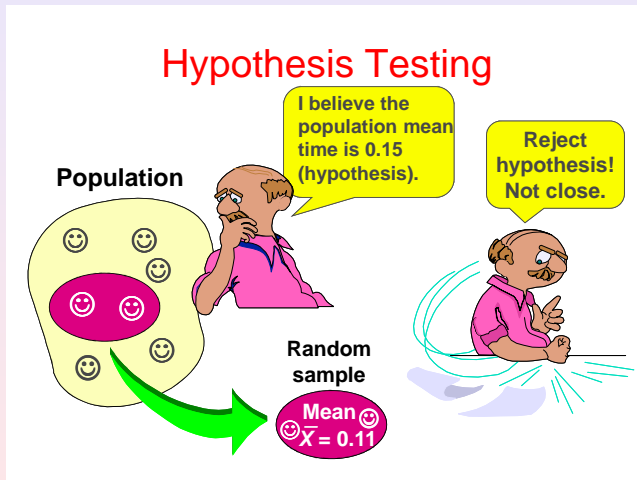 Hypothesis Testing
I believe the
population mean
time is 0.15
(hypothesis).
Reject
hypothesis!
Not close.
Population
Random
sample
Mean
X̅ = 0.11